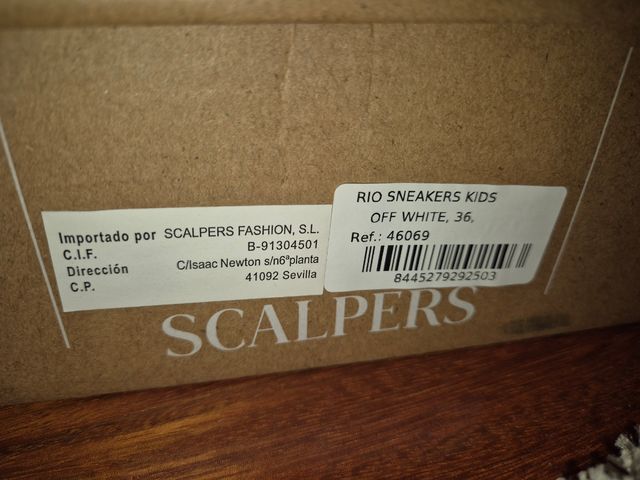 Importado por SCALPERS FASHION, S.L.
C.I.F. B-91304501
Dirección C/Isaac Newton s/n6ªplanta
C.P. 41092 Sevilla
RIO SNEAKERS KIDS
OFF WHITE, 36,
Ref.: 46069
8445279292503
SCALPERS